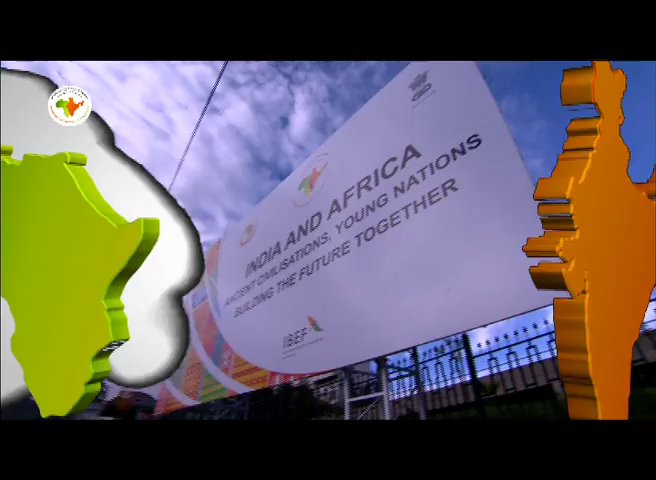 INDIA AND AFRICA
ANCIENT CIVILISATIONS, YOUNG NATIONS
BUILDING THE FUTURE TOGETHER
IBEF